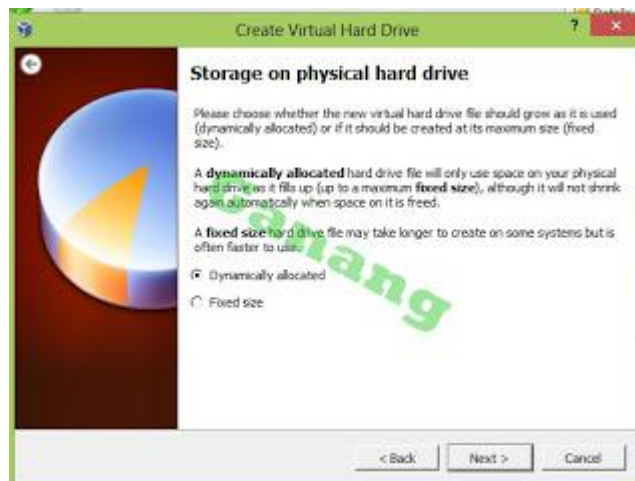 Create Virtual Hard Drive
?
Storage on physical hard drive
Please choose whether the new virtual hard drive file should grow as it is used
(dynamically allocated) or if it should be created at its maximum size (fixed
size).
A dynamically allocated hard drive file will only use space on your physical
hard drive as it fills up (up to a maximum fixed size), although it will not shrink
again automatically when space on it is freed.
A fixed size hard drive file may take longer to create on some systems but is
often faster to use.
Danang
Dynamically allocated
Fixed size
< Back
Next >
Cancel